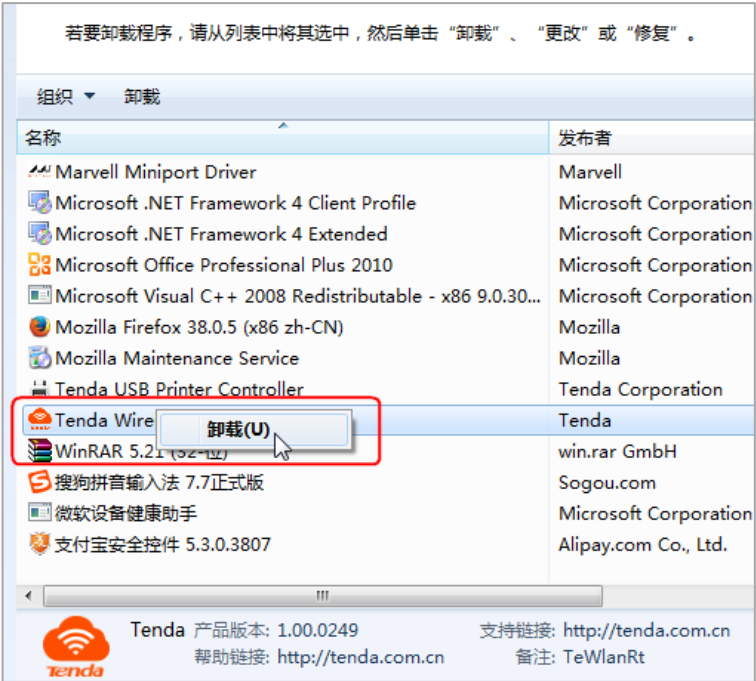 若要卸载程序，请从列表中将其选中，然后单击“卸载”、“更改”或“修复”。
组织 卸载
名称 发布者
Marvell Miniport Driver Marvell
Microsoft .NET Framework 4 Client Profile Microsoft Corporation
Microsoft .NET Framework 4 Extended Microsoft Corporation
Microsoft Office Professional Plus 2010 Microsoft Corporation
Microsoft Visual C++ 2008 Redistributable - x86 9.0.30... Microsoft Corporation
Mozilla Firefox 38.0.5 (x86 zh-CN) Mozilla
Mozilla Maintenance Service Mozilla
Tenda USB Printer Controller Tenda Corporation
Tenda Wire 卸载(U) Tenda
WinRAR 5.21 (32-位) win.rar GmbH
搜狗拼音输入法 7.7正式版 Sogou.com
微软设备健康助手 Microsoft Corporation
支付宝安全控件 5.3.0.3807 Alipay.com Co., Ltd.
Tenda 产品版本: 1.00.0249 支持链接: http://tenda.com.cn
帮助链接: http://tenda.com.cn 备注: TeWlanRt
Tenda